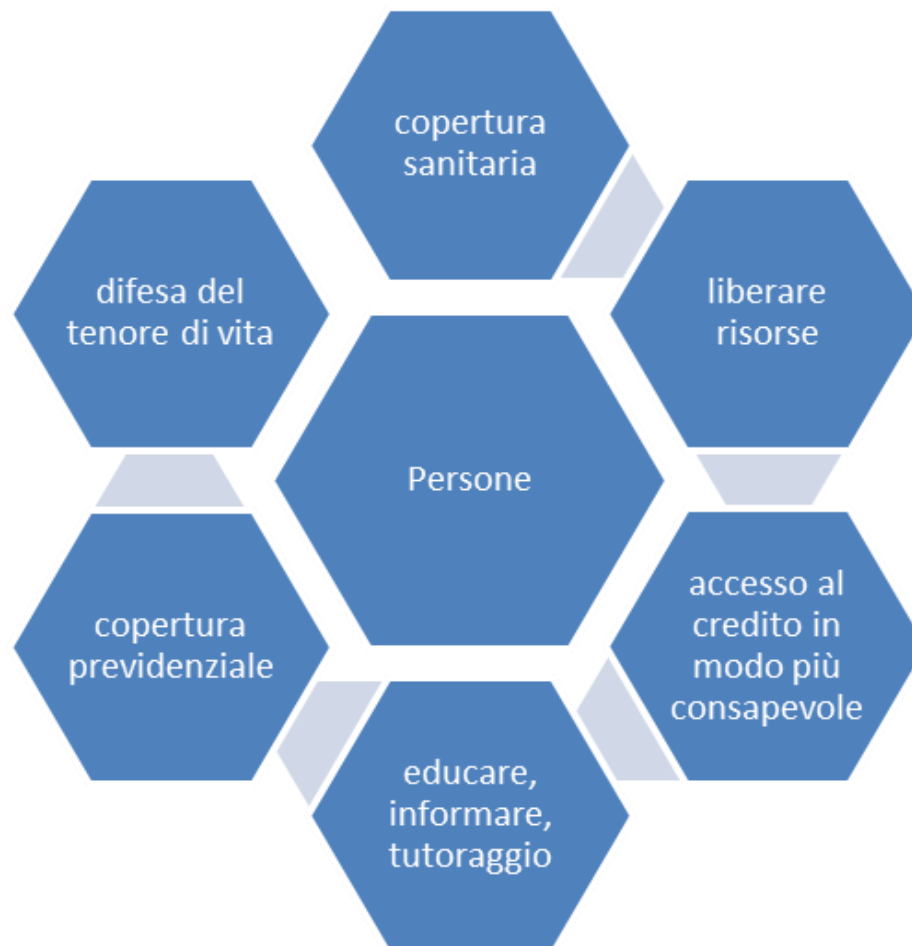 copertura
sanitaria
difesa del
tenore di vita
liberare
risorse
Persone
copertura
previdenziale
accesso al
credito in
modo più
consapevole
educare,
informare,
tutoraggio